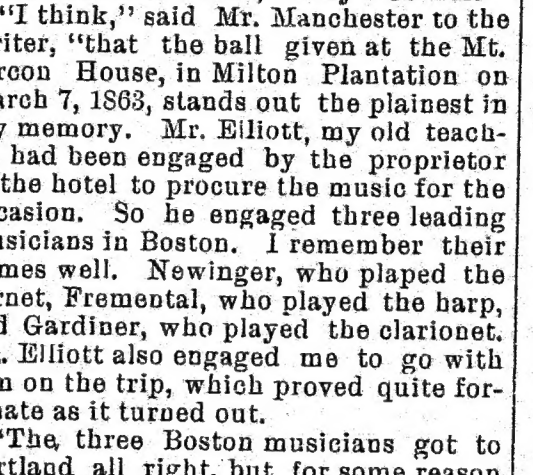 "I think," said Mr. Manchester to the
riter, "that the ball given at the Mt.
rcon House, in Milton Plantation on
arch 7, 1863, stands out the plainest in
y memory. Mr. Elliott, my old teach-
had been engaged by the proprietor
the hotel to procure the music for the
casion. So he engaged three leading
usicians in Boston. I remember their
mes well. Newinger, who plaped the
rnet, Fremental, who played the harp,
d Gardiner, who played the clarionet.
. Elliott also engaged me to go with
m on the trip, which proved quite for-
nate as it turned out.
"The, three Boston musicians got to
rtland all right, but for some reason